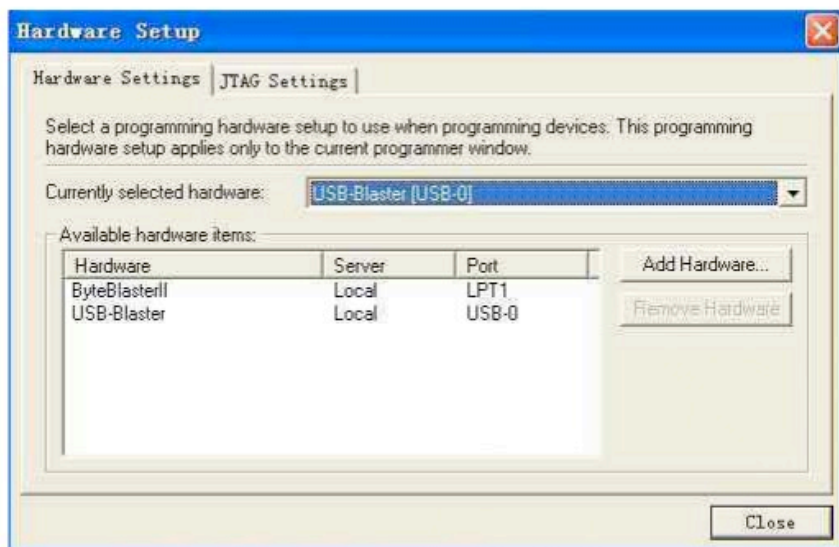 Hardware Setup
Hardware Settings JTAG Settings
Select a programming hardware setup to use when programming devices. This programming
hardware setup applies only to the current programmer window.
Currently selected hardware: USB-Blaster [USB-0]
Available hardware items:
Hardware Server Port
ByteBlasterII Local LPT1
USB-Blaster Local USB-0
Add Hardware...
Remove Hardware
Close